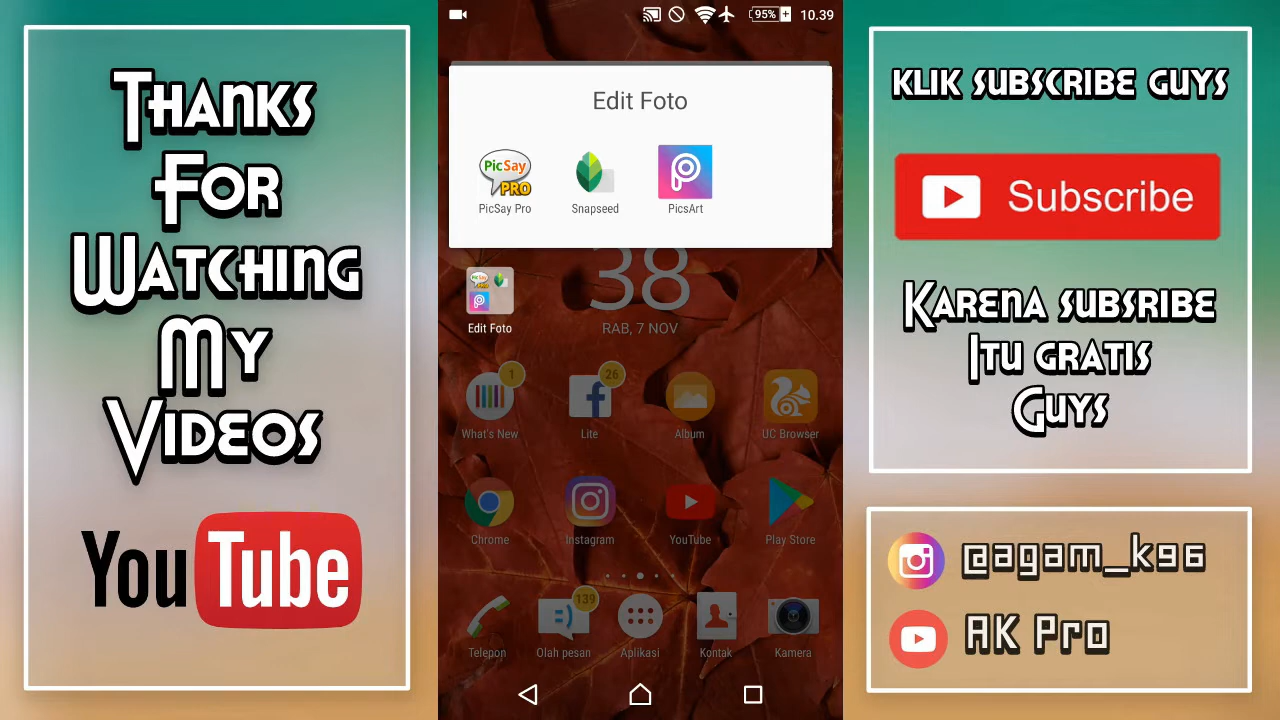 Thanks
For
Watching
My
Videos
YouTube
95%
10.39
Edit Foto
PicSay
PRO
PicSay Pro
Snapseed
PicsArt
38
RAB, 7 NOV
Edit Foto
1
26
What's New
Lite
Album
UC Browser
Chrome
Instagram
YouTube
Play Store
139
Telepon
Olah pesan
Aplikasi
Kontak
Kamera
KLIK SUBSCRIBE GUYS
Subscribe
Karena subsribe
Itu gratis
Guys
@agam_k96
AK Pro